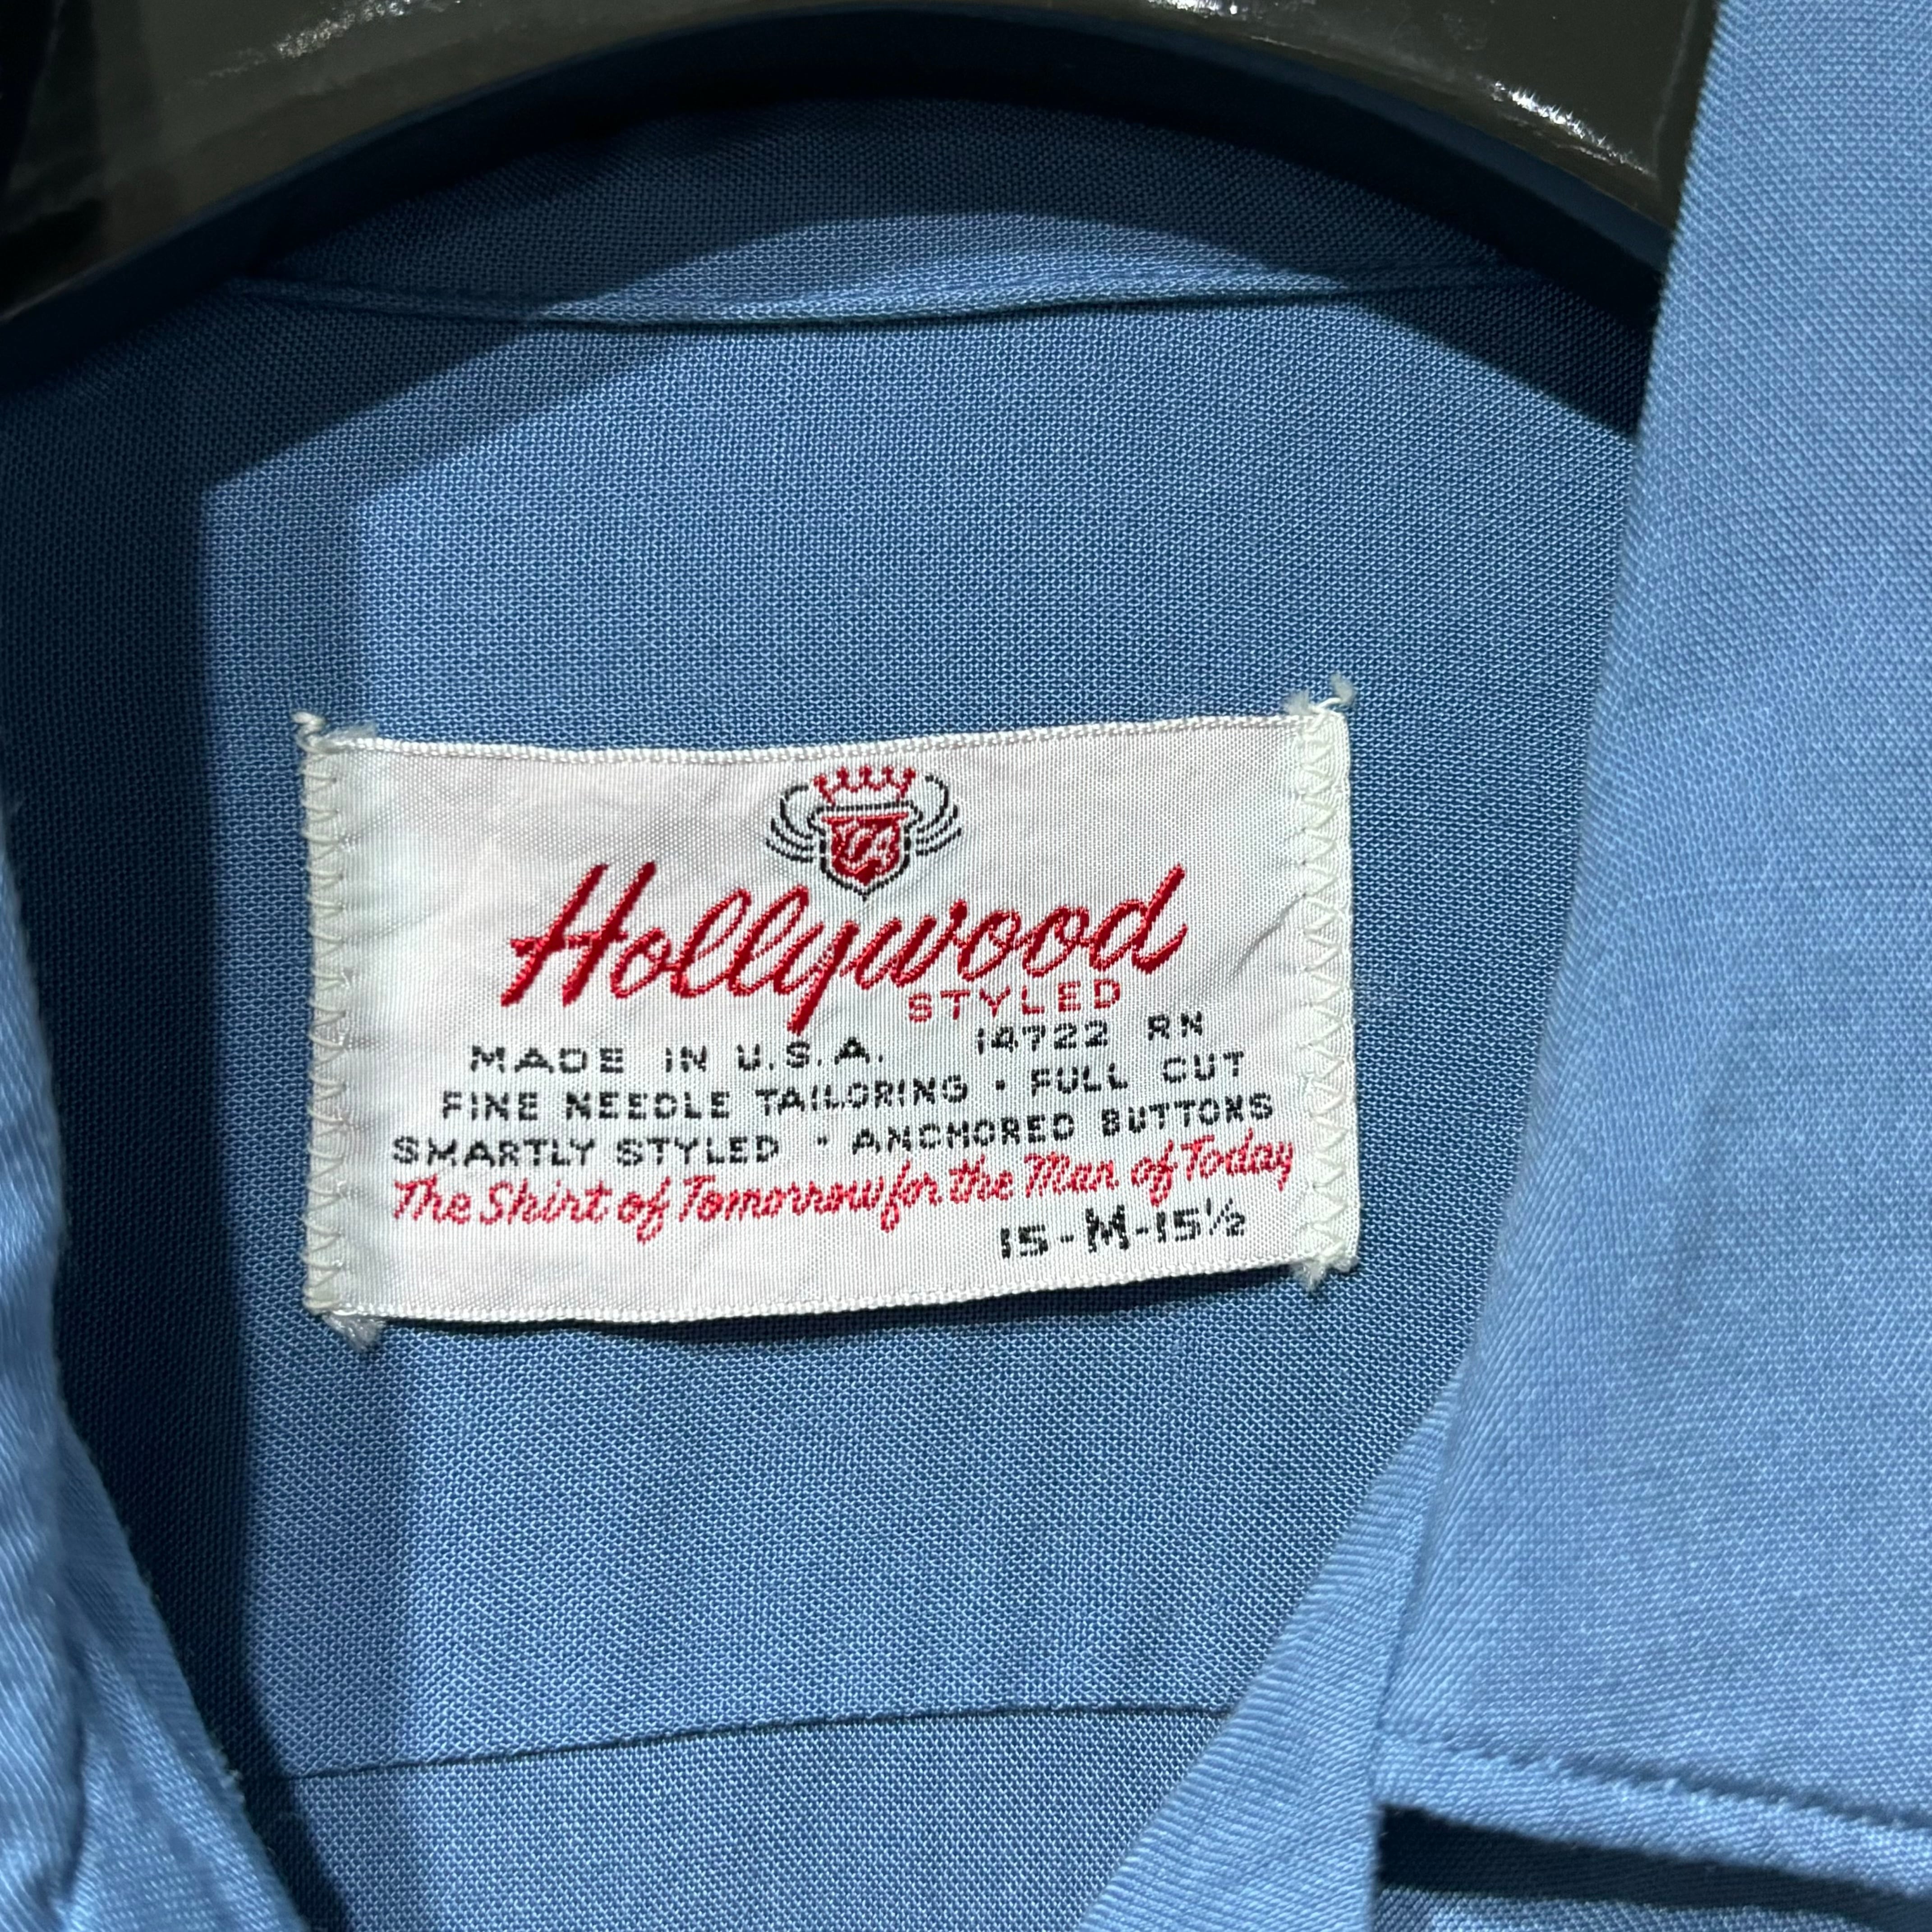 Hollywood
STYLED
MADE IN U.S.A. 14722 RN
FINE NEEDLE TAILORING · FULL CUT
SMARTLY STYLED · ANCHORED BUTTONS
The Shirt of Tomorrow for the Man of Today
15-M-15½